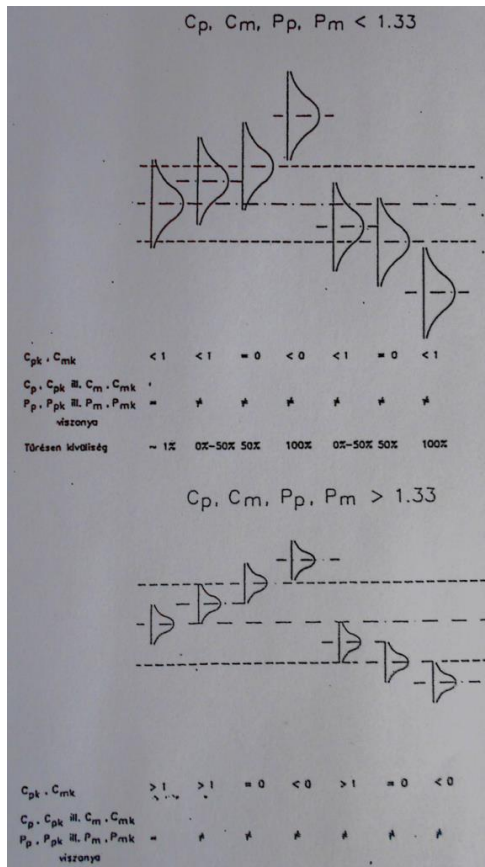 Cp, Cm, Pp, Pm < 1.33
Cpk, Cmk <1 <1 =0 <0 <1 =0 <1
Cp, Cpk ill. Cm, Cmk
Pp, Ppk ill. Pm, Pmk = ≠ ≠ ≠ ≠ ≠ ≠
viszonya
Tűrésen kívüliség ~ 1% 0%-50% 50% 100% 0%-50% 50% 100%
Cp, Cm, Pp, Pm > 1.33
Cpk, Cmk >1 >1 =0 <0 >1 =0 <0
Cp, Cpk ill. Cm, Cmk
Pp, Ppk ill. Pm, Pmk = ≠ ≠ ≠ ≠ ≠ ≠
viszonya